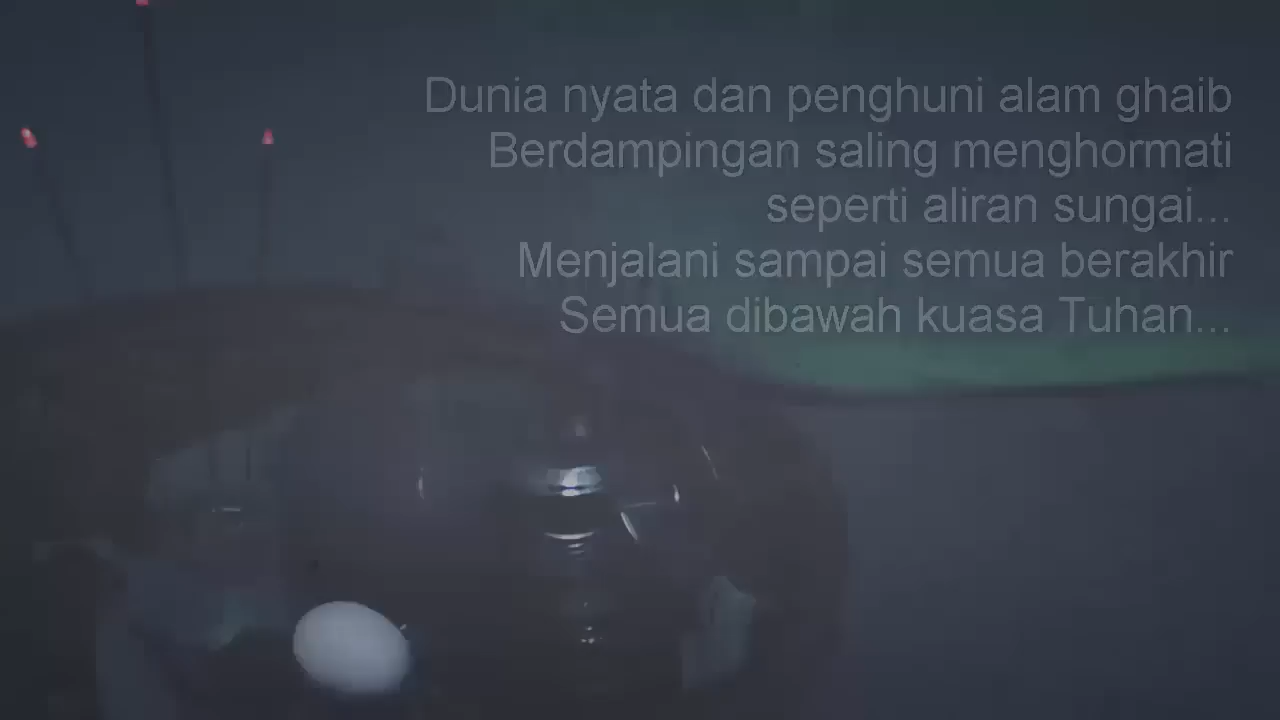 Dunia nyata dan penghuni alam ghaib
Berdampingan saling menghormati
seperti aliran sungai...
Menjalani sampai semua berakhir
Semua dibawah kuasa Tuhan...